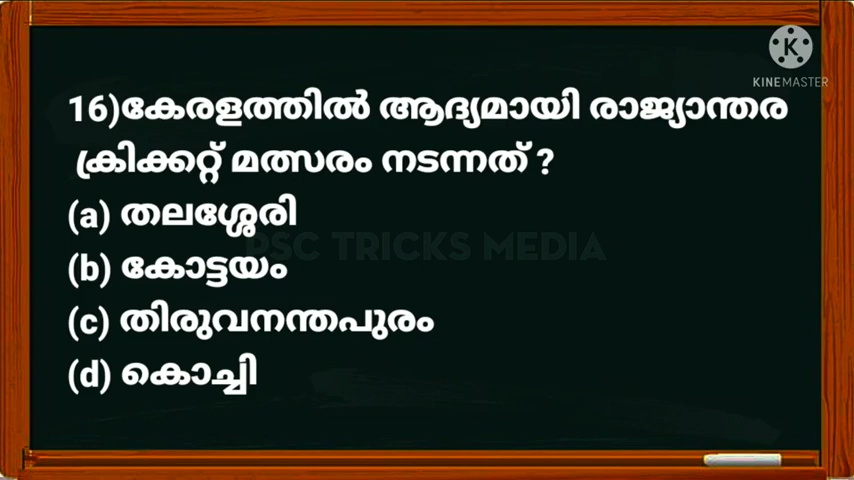 KINEMASTER
16)കേരളത്തിൽ ആദ്യമായി രാജ്യാന്തര
ക്രിക്കറ്റ് മത്സരം നടന്നത് ?
(a) തലശ്ശേരി
PSC TRICKS MEDIA
(b) കോട്ടയം
(c) തിരുവനന്തപുരം
(d) കൊച്ചി